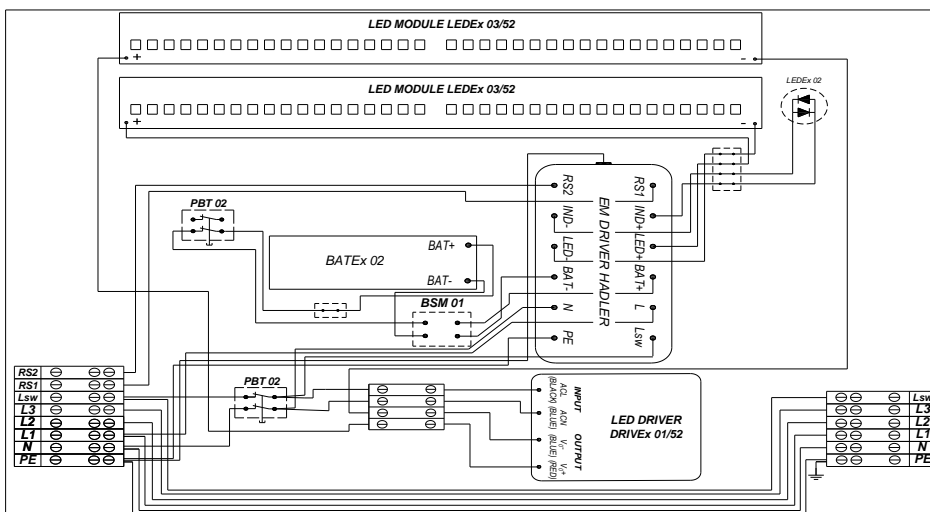 LED MODULE LEDEx 03/52
+
-
LED MODULE LEDEx 03/52
+
-
LEDEx 02
PBT 02
BATEx 02
BAT+
BAT-
BSM 01
RS2
IND-
LED-
BAT-
N
PE
EM DRIVER HADLER
RS1
IND+
LED+
BAT+
L
Lsw
RS2
RS1
Lsw
L3
L2
L1
N
PE
PBT 02
ACL
(BLACK)
ACN
(BLUE)
V0-
(BLUE)
V0+
(RED)
INPUT
OUTPUT
LED DRIVER
DRIVEx 01/52
Lsw
L3
L2
L1
N
PE